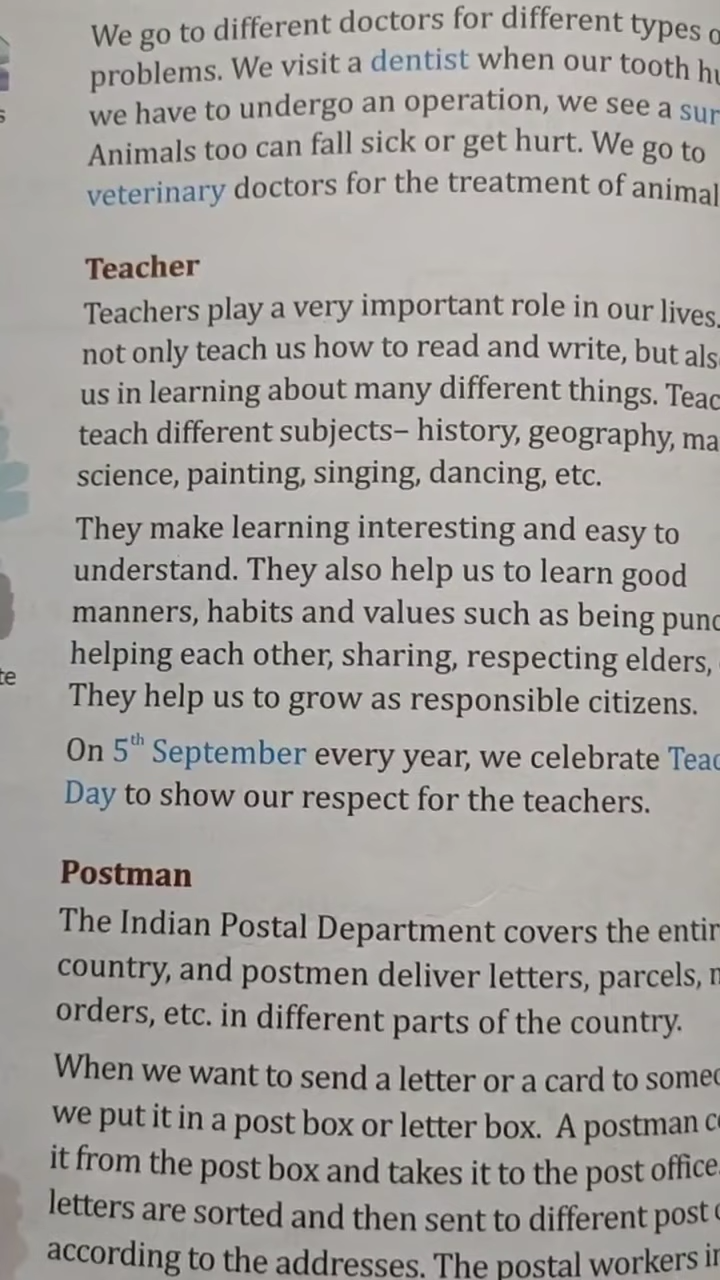 We go to different doctors for different types
problems. We visit a dentist when our tooth
we have to undergo an operation, we see a
Animals too can fall sick or get hurt. We go to
veterinary doctors for the treatment of
Teacher
Teachers play a very important role in our lives.
not only teach us how to read and write, but
us in learning about many different things.
teach different subjects– history, geography,
science, painting, singing, dancing, etc.
They make learning interesting and easy to
understand. They also help us to learn good
manners, habits and values such as being
helping each other, sharing, respecting elders,
They help us to grow as responsible citizens.
On 5th September every year, we celebrate
Day to show our respect for the teachers.
Postman
The Indian Postal Department covers the
country, and postmen deliver letters, parcels,
orders, etc. in different parts of the country.
When we want to send a letter or a card to
we put it in a post box or letter box. A postman
it from the post box and takes it to the post office.
letters are sorted and then sent to different post
according to the addresses. The postal workers